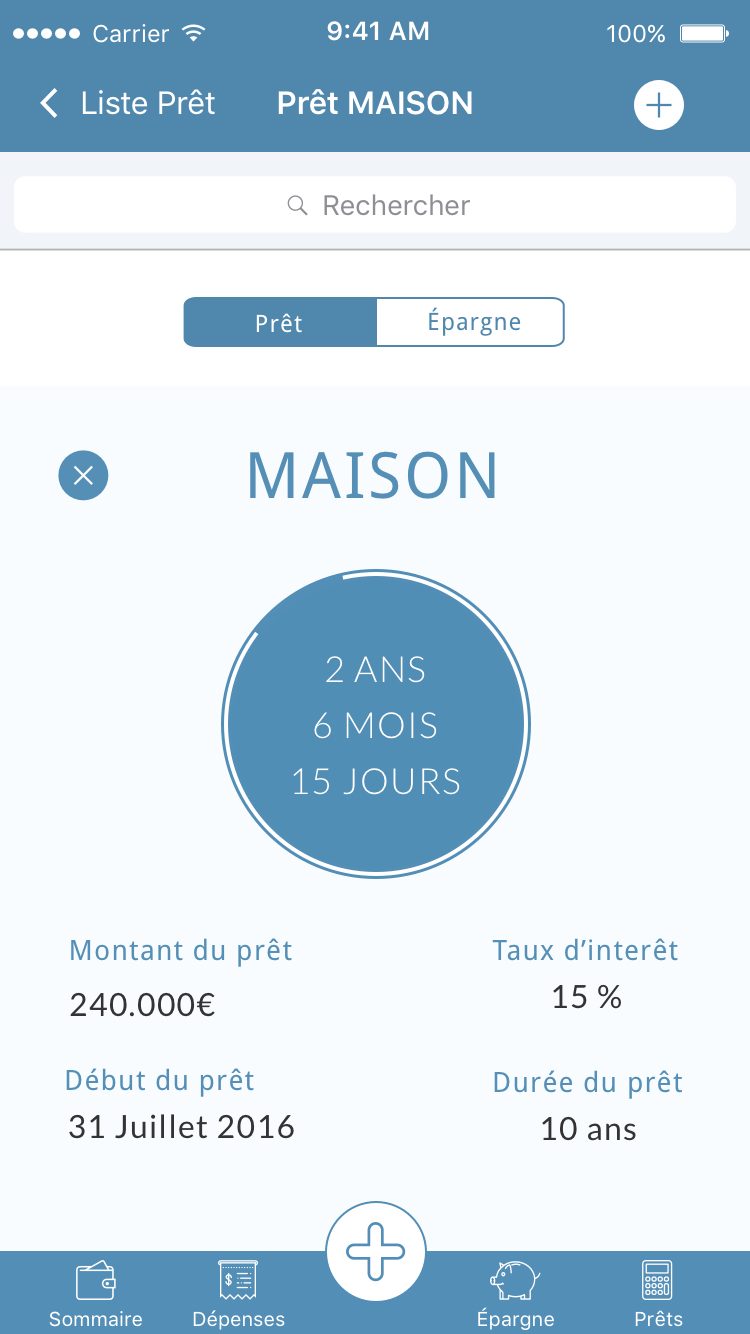 Carrier 9:41 AM 100%
Liste Prêt Prêt MAISON
Rechercher
Prêt Épargne
MAISON
2 ANS
6 MOIS
15 JOURS
Montant du prêt Taux d’interêt
240.000€ 15 %
Début du prêt Durée du prêt
31 Juillet 2016 10 ans
$
Sommaire Dépenses Épargne Prêts